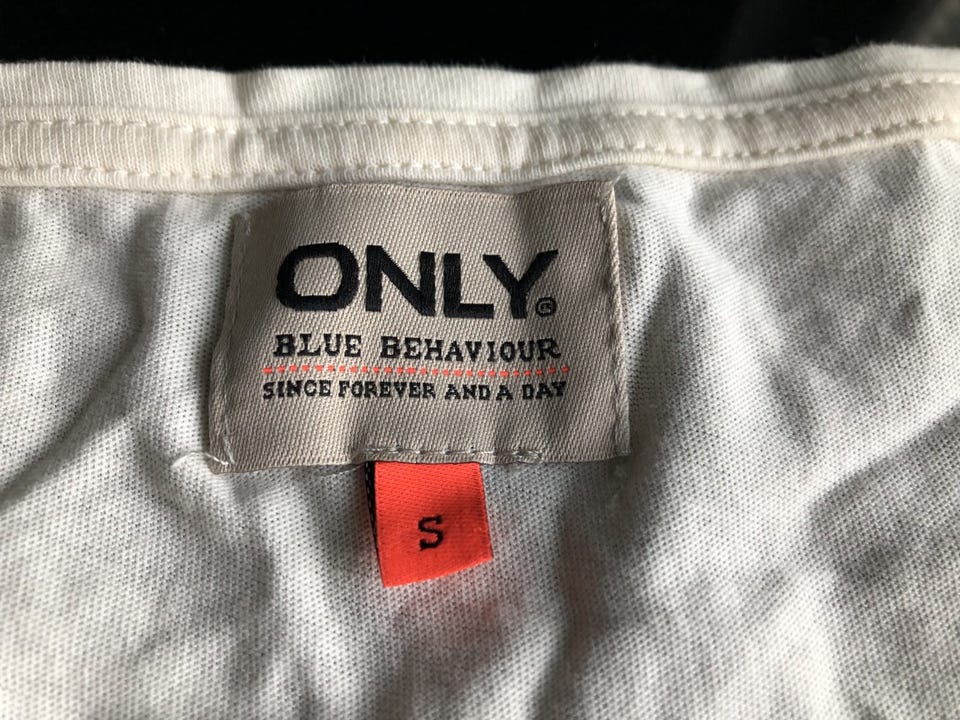 ONLY®
BLUE BEHAVIOUR
SINCE FOREVER AND A DAY
S